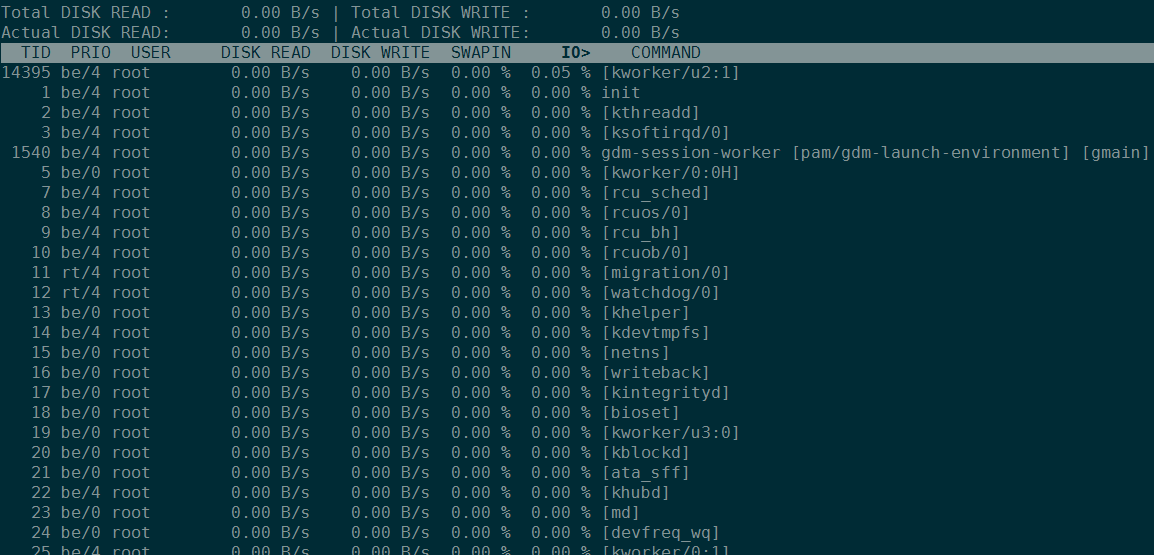 Total DISK READ :       0.00 B/s | Total DISK WRITE :       0.00 B/s
Actual DISK READ:       0.00 B/s | Actual DISK WRITE:       0.00 B/s
  TID  PRIO  USER     DISK READ  DISK WRITE  SWAPIN     IO>    COMMAND
14395 be/4 root        0.00 B/s    0.00 B/s  0.00 %  0.05 % [kworker/u2:1]
    1 be/4 root        0.00 B/s    0.00 B/s  0.00 %  0.00 % init
    2 be/4 root        0.00 B/s    0.00 B/s  0.00 %  0.00 % [kthreadd]
    3 be/4 root        0.00 B/s    0.00 B/s  0.00 %  0.00 % [ksoftirqd/0]
 1540 be/4 root        0.00 B/s    0.00 B/s  0.00 %  0.00 % gdm-session-worker [pam/gdm-launch-environment] [gmain]
    5 be/0 root        0.00 B/s    0.00 B/s  0.00 %  0.00 % [kworker/0:0H]
    7 be/4 root        0.00 B/s    0.00 B/s  0.00 %  0.00 % [rcu_sched]
    8 be/4 root        0.00 B/s    0.00 B/s  0.00 %  0.00 % [rcuos/0]
    9 be/4 root        0.00 B/s    0.00 B/s  0.00 %  0.00 % [rcu_bh]
   10 be/4 root        0.00 B/s    0.00 B/s  0.00 %  0.00 % [rcuob/0]
   11 rt/4 root        0.00 B/s    0.00 B/s  0.00 %  0.00 % [migration/0]
   12 rt/4 root        0.00 B/s    0.00 B/s  0.00 %  0.00 % [watchdog/0]
   13 be/0 root        0.00 B/s    0.00 B/s  0.00 %  0.00 % [khelper]
   14 be/4 root        0.00 B/s    0.00 B/s  0.00 %  0.00 % [kdevtmpfs]
   15 be/0 root        0.00 B/s    0.00 B/s  0.00 %  0.00 % [netns]
   16 be/0 root        0.00 B/s    0.00 B/s  0.00 %  0.00 % [writeback]
   17 be/0 root        0.00 B/s    0.00 B/s  0.00 %  0.00 % [kintegrityd]
   18 be/0 root        0.00 B/s    0.00 B/s  0.00 %  0.00 % [bioset]
   19 be/0 root        0.00 B/s    0.00 B/s  0.00 %  0.00 % [kworker/u3:0]
   20 be/0 root        0.00 B/s    0.00 B/s  0.00 %  0.00 % [kblockd]
   21 be/0 root        0.00 B/s    0.00 B/s  0.00 %  0.00 % [ata_sff]
   22 be/4 root        0.00 B/s    0.00 B/s  0.00 %  0.00 % [khubd]
   23 be/0 root        0.00 B/s    0.00 B/s  0.00 %  0.00 % [md]
   24 be/0 root        0.00 B/s    0.00 B/s  0.00 %  0.00 % [devfreq_wq]
   25 be/4 root        0.00 B/s    0.00 B/s  0.00 %  0.00 % [kworker/0:1]